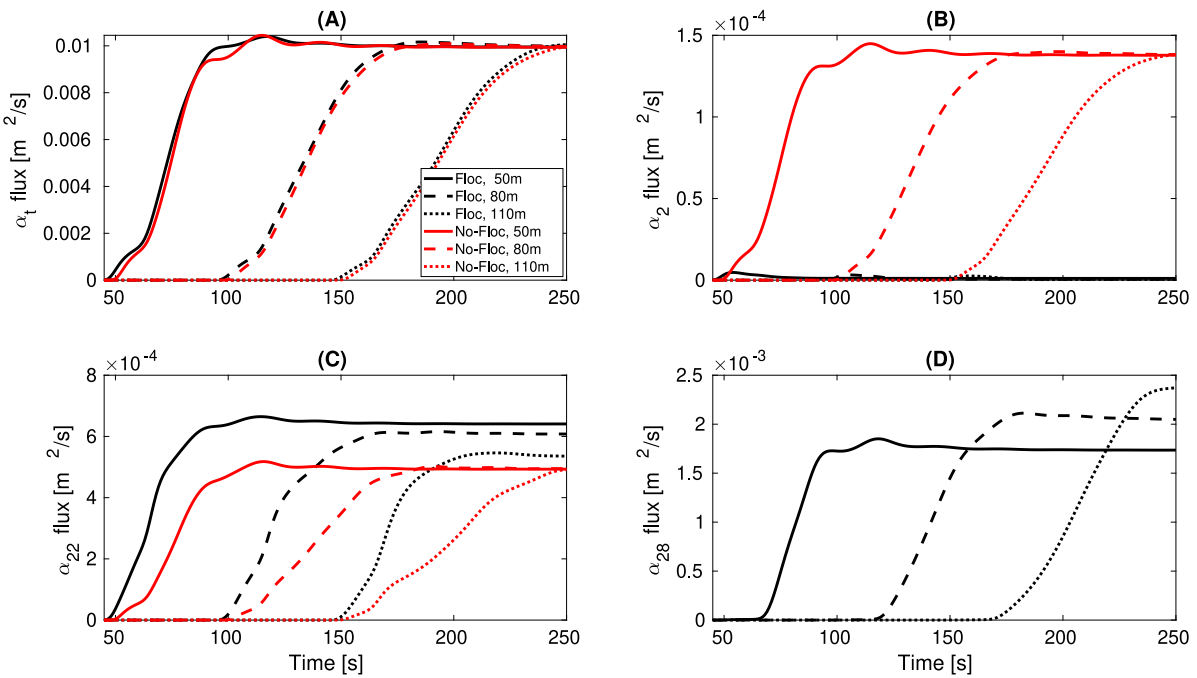 (A)
0.01
0.008
0.006
0.004
0.002
0
50
100
150
200
250
α_t flux [m ^2/s]
Floc, 50m
Floc, 80m
Floc, 110m
No-Floc, 50m
No-Floc, 80m
No-Floc, 110m
(B)
×10^-4
1.5
1
0.5
0
50
100
150
200
250
α_2 flux [m ^2/s]
(C)
×10^-4
8
6
4
2
0
50
100
150
200
250
α_22 flux [m ^2/s]
Time [s]
(D)
×10^-3
2.5
2
1.5
1
0.5
0
50
100
150
200
250
α_28 flux [m ^2/s]
Time [s]